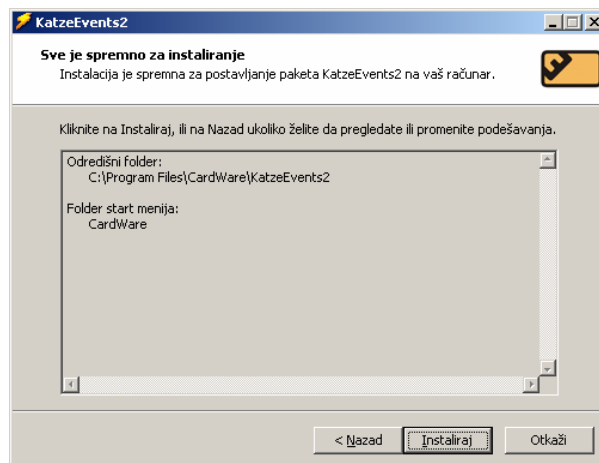 KatzeEvents2
Sve je spremno za instaliranje
Instalacija je spremna za postavljanje paketa KatzeEvents2 na vaš računar.
Kliknite na Instaliraj, ili na Nazad ukoliko želite da pregledate ili promenite podešavanja.
Odredišni folder:
C:\Program Files\CardWare\KatzeEvents2
Folder start menija:
CardWare
< Nazad Instaliraj Otkaži